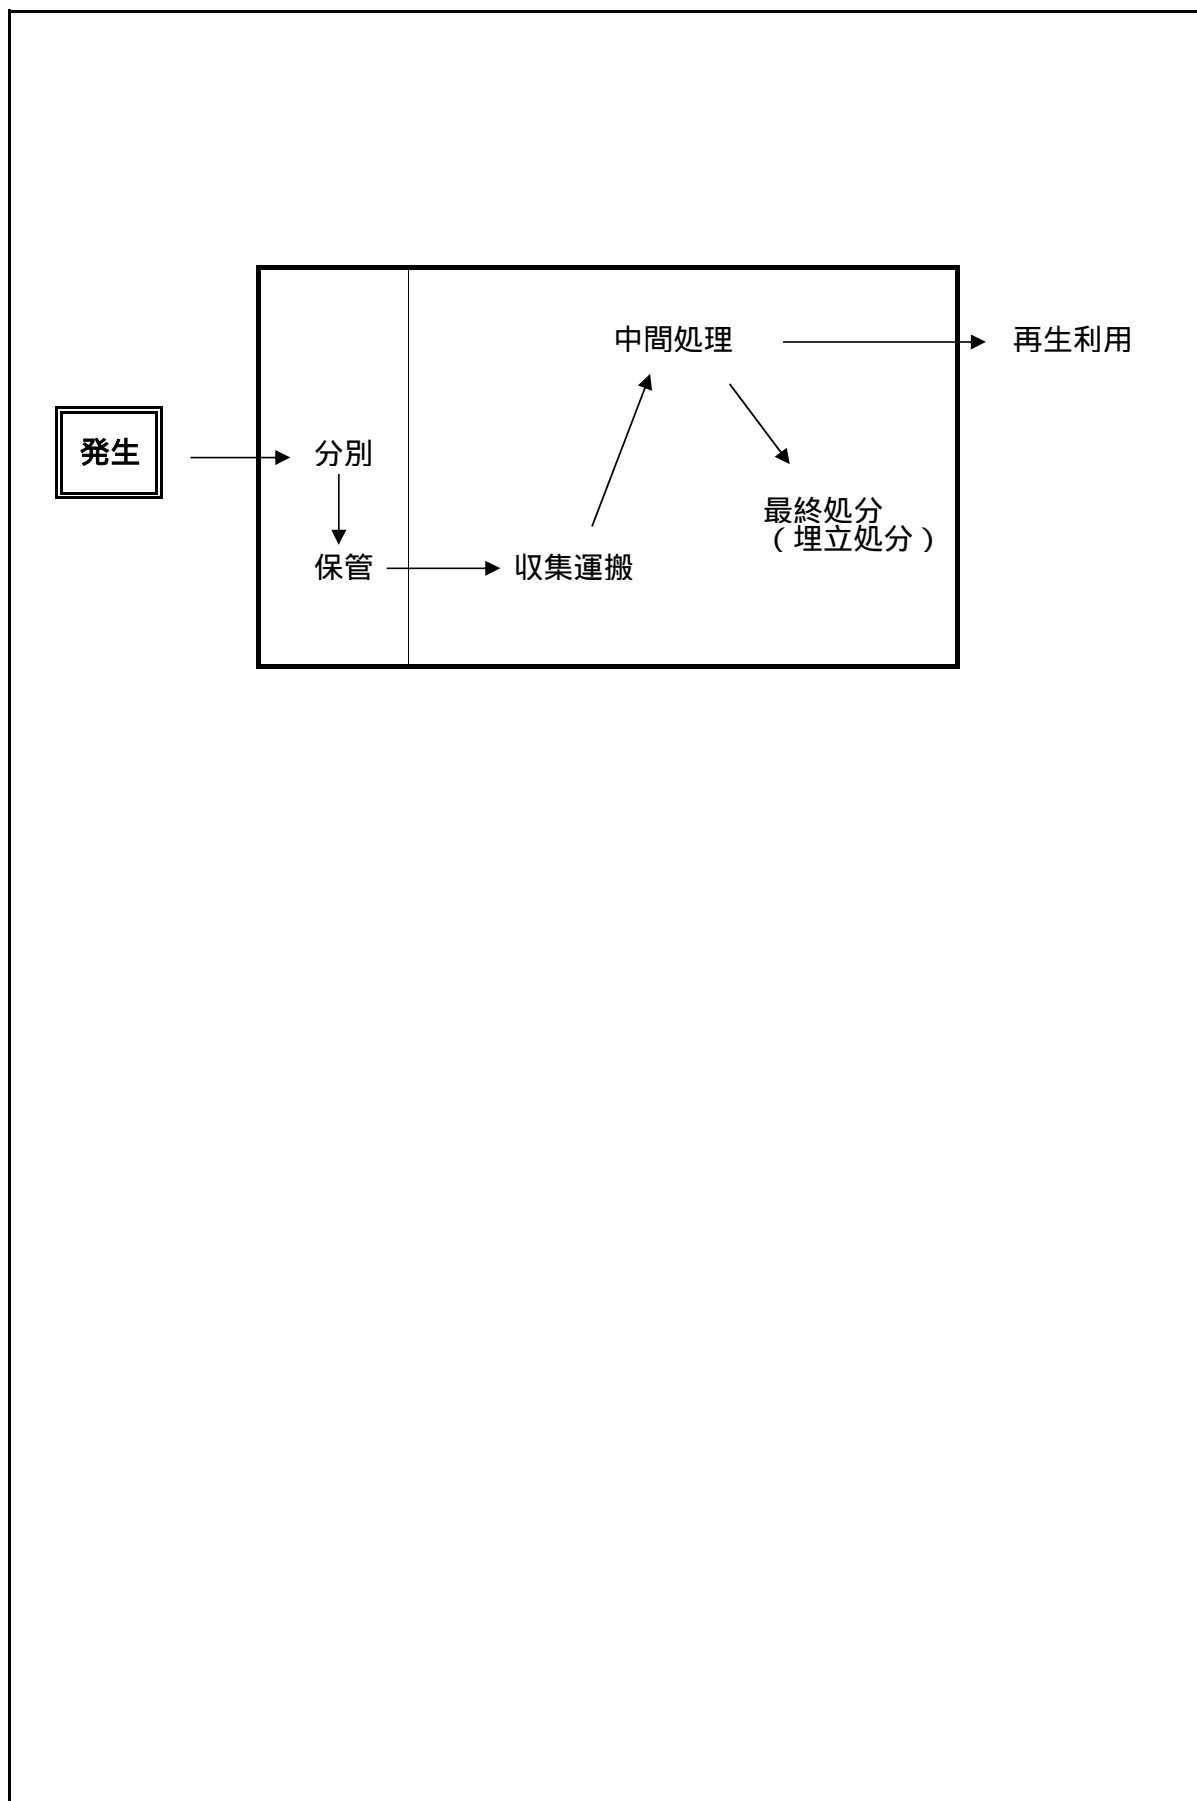 中間処理
再生利用
発生
分別
最終処分
（埋立処分）
保管
収集運搬